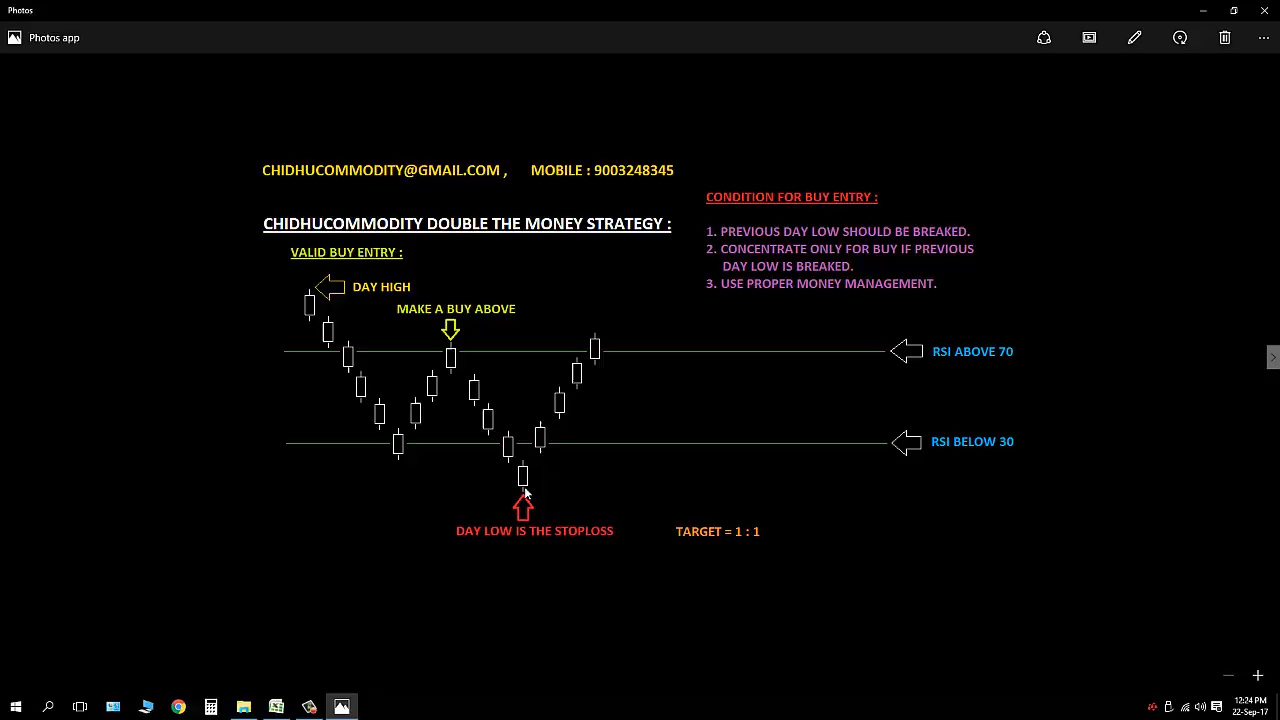 Photos
Photos app
CHIDHUCOMMODITY@GMAIL.COM ,      MOBILE : 9003248345
CONDITION FOR BUY ENTRY :
CHIDHUCOMMODITY DOUBLE THE MONEY STRATEGY :
1. PREVIOUS DAY LOW SHOULD BE BREAKED.
2. CONCENTRATE ONLY FOR BUY IF PREVIOUS
DAY LOW IS BREAKED.
3. USE PROPER MONEY MANAGEMENT.
VALID BUY ENTRY :
DAY HIGH
MAKE A BUY ABOVE
RSI ABOVE 70
RSI BELOW 30
DAY LOW IS THE STOPLOSS
TARGET = 1 : 1
12:24 PM
22-Sep-17